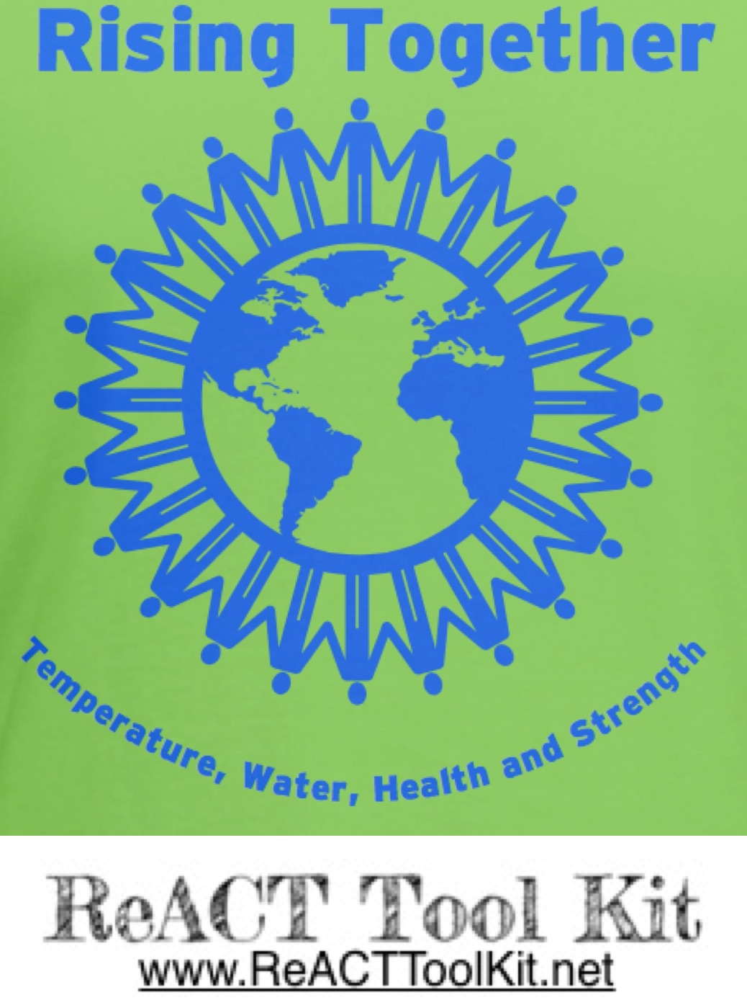 Rising Together
Temperature, Water, Health and Strength
ReACT Tool Kit
www.ReACTToolKit.net